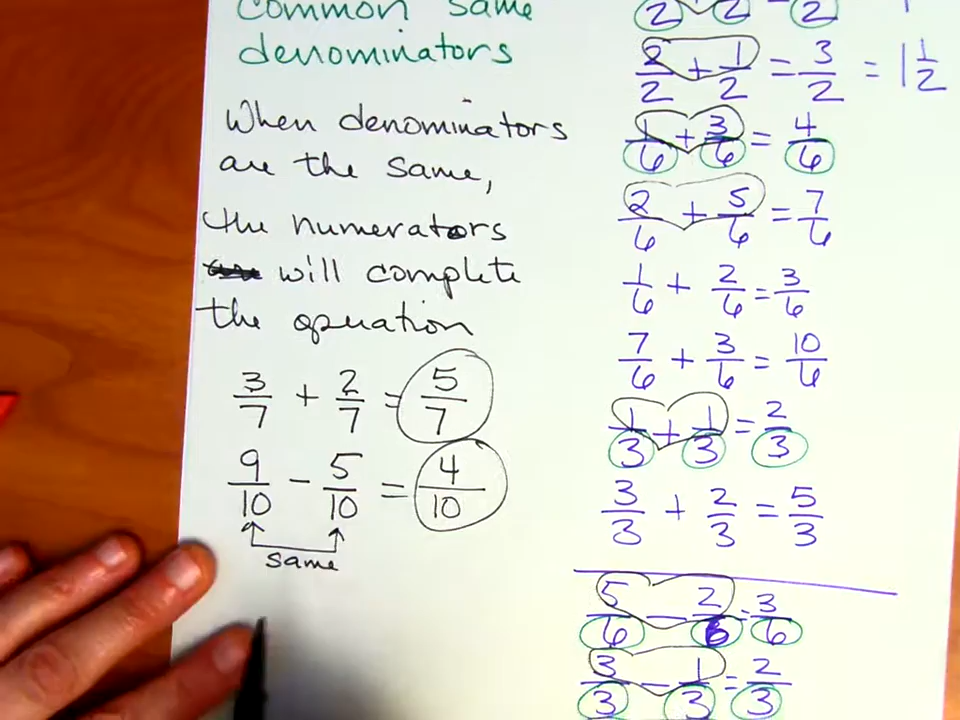 common same
denominators
When denominators
are the same,
the numerators
will complete
the equation
3/7 + 2/7 = 5/7
9/10 - 5/10 = 4/10
same
2/2 + 1/2 = 3/2 = 1 1/2
1/6 + 3/6 = 4/6
2/6 + 5/6 = 7/6
1/6 + 2/6 = 3/6
7/6 + 3/6 = 10/6
1/3 + 1/3 = 2/3
3/3 + 2/3 = 5/3
5/6 - 2/6 = 3/6
3/3 - 1/3 = 2/3